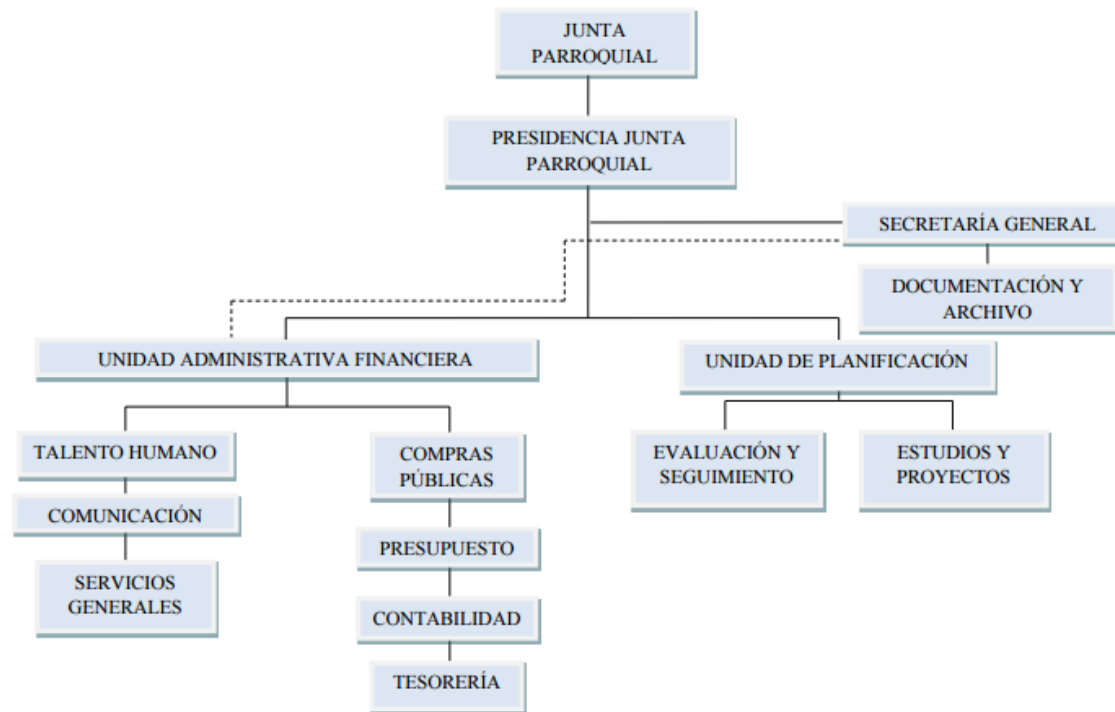 JUNTA
PARROQUIAL
PRESIDENCIA JUNTA
PARROQUIAL
SECRETARÍA GENERAL
DOCUMENTACIÓN Y
ARCHIVO
UNIDAD ADMINISTRATIVA FINANCIERA
UNIDAD DE PLANIFICACIÓN
TALENTO HUMANO
COMUNICACIÓN
SERVICIOS
GENERALES
COMPRAS
PÚBLICAS
PRESUPUESTO
CONTABILIDAD
TESORERÍA
EVALUACIÓN Y
SEGUIMIENTO
ESTUDIOS Y
PROYECTOS